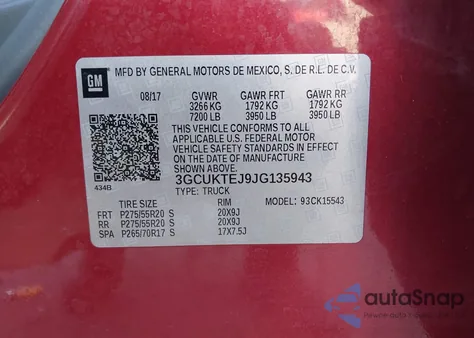 GM
MFD BY GENERAL MOTORS DE MEXICO, S. DE R.L. DE C.V.
08/17 GVWR GAWR FRT GAWR RR
3266 KG 1792 KG 1792 KG
7200 LB 3950 LB 3950 LB
THIS VEHICLE CONFORMS TO ALL APPLICABLE
U.S. FEDERAL MOTOR
VEHICLE SAFETY STANDARDS IN EFFECT
ON THE DATE OF MANUFACTURE
SHOWN ABOVE.
434B
3GCUKTEJ9JG135943
TYPE: TRUCK
TIRE SIZE RIM MODEL: 93CK15543
FRT P275/55R20 S 20X9J
RR P275/55R20 S 20X9J
SPA P265/70R17 S 17X7.5J
autoSnap